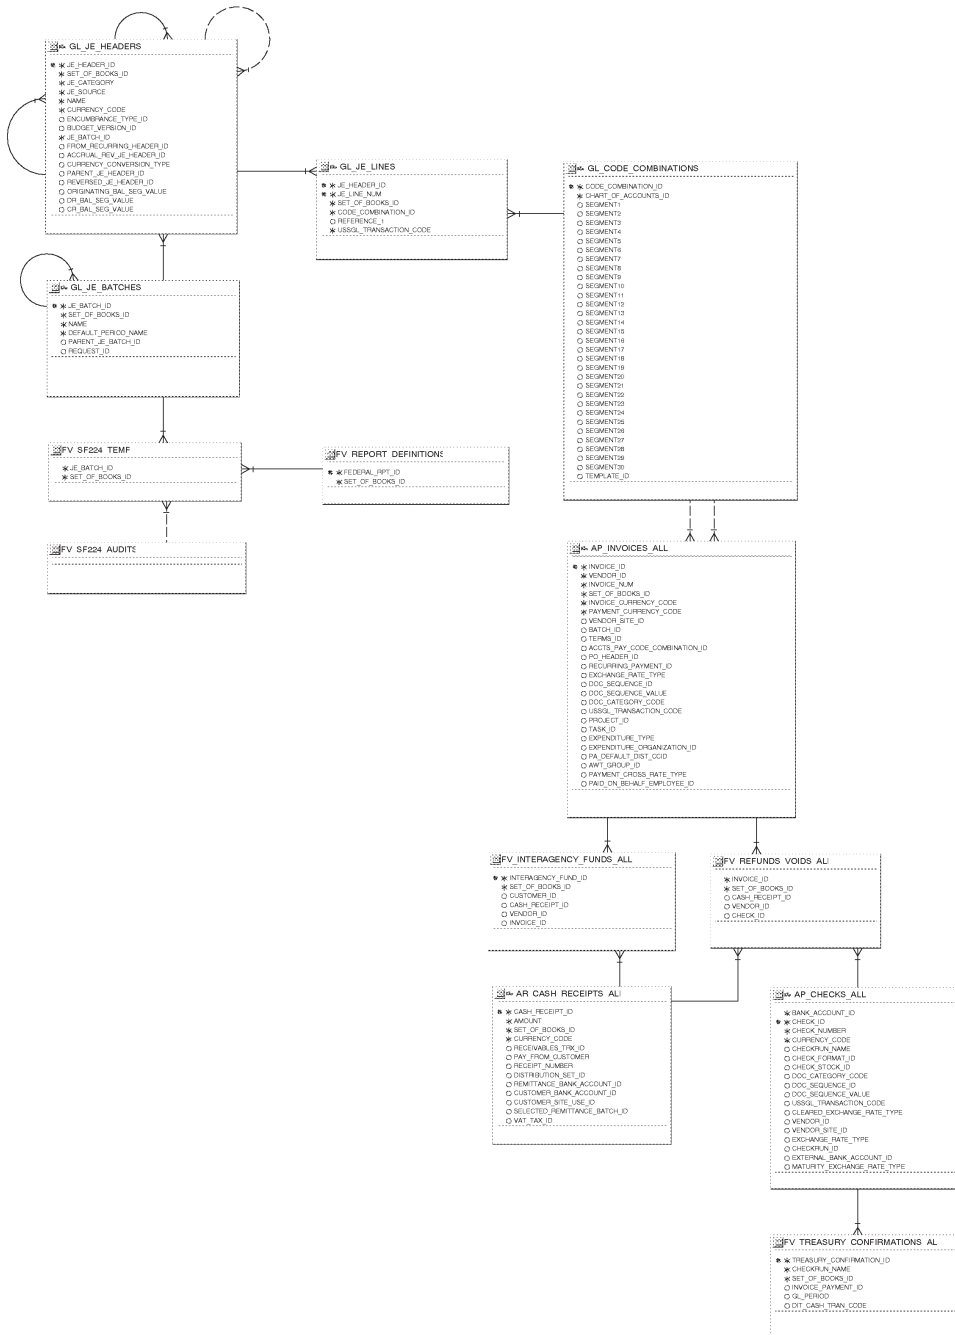 GL_JE_HEADERS
JE_HEADER_ID
SET_OF_BOOKS_ID
JE_CATEGORY
JE_SOURCE
NAME
CURRENCY_CODE
ENCUMBRANCE_TYPE_ID
BUDGET_VERSION_ID
JE_BATCH_ID
FROM_RECURRING_HEADER_ID
ACCRUAL_REV_JE_HEADER_ID
CURRENCY_CONVERSION_TYPE
PARENT_JE_HEADER_ID
REVERSED_JE_HEADER_ID
ORIGINATING_BAL_SEG_VALUE
DR_BAL_SEG_VALUE
CR_BAL_SEG_VALUE
GL_JE_LINES
JE_HEADER_ID
JE_LINE_NUM
SET_OF_BOOKS_ID
CODE_COMBINATION_ID
REFERENCE_1
USSGL_TRANSACTION_CODE
GL_CODE_COMBINATIONS
CODE_COMBINATION_ID
CHART_OF_ACCOUNTS_ID
SEGMENT1
SEGMENT2
SEGMENT3
SEGMENT4
SEGMENT5
SEGMENT6
SEGMENT7
SEGMENT8
SEGMENT9
SEGMENT10
SEGMENT11
SEGMENT12
SEGMENT13
SEGMENT14
SEGMENT15
SEGMENT16
SEGMENT17
SEGMENT18
SEGMENT19
SEGMENT20
SEGMENT21
SEGMENT22
SEGMENT23
SEGMENT24
SEGMENT25
SEGMENT26
SEGMENT27
SEGMENT28
SEGMENT29
SEGMENT30
TEMPLATE_ID
GL_JE_BATCHES
JE_BATCH_ID
SET_OF_BOOKS_ID
NAME
DEFAULT_PERIOD_NAME
PARENT_JE_BATCH_ID
REQUEST_ID
FV_SF224_TEMP
JE_BATCH_ID
SET_OF_BOOKS_ID
FV_REPORT_DEFINITIONS
FEDERAL_RPT_ID
SET_OF_BOOKS_ID
FV_SF224_AUDITS
AP_INVOICES_ALL
INVOICE_ID
VENDOR_ID
INVOICE_NUM
SET_OF_BOOKS_ID
INVOICE_CURRENCY_CODE
PAYMENT_CURRENCY_CODE
VENDOR_SITE_ID
BATCH_ID
TERMS_ID
ACCTS_PAY_CODE_COMBINATION_ID
PO_HEADER_ID
RECURRING_PAYMENT_ID
EXCHANGE_RATE_TYPE
DOC_SEQUENCE_ID
DOC_SEQUENCE_VALUE
DOC_CATEGORY_CODE
USSGL_TRANSACTION_CODE
PROJECT_ID
TASK_ID
EXPENDITURE_TYPE
EXPENDITURE_ORGANIZATION_ID
PA_DEFAULT_DIST_CCID
AWT_GROUP_ID
PAYMENT_CROSS_RATE_TYPE
PAID_ON_BEHALF_EMPLOYEE_ID
FV_INTERAGENCY_FUNDS_ALL
INTERAGENCY_FUND_ID
SET_OF_BOOKS_ID
CUSTOMER_ID
CASH_RECEIPT_ID
VENDOR_ID
INVOICE_ID
FV_REFUNDS_VOIDS_ALL
INVOICE_ID
SET_OF_BOOKS_ID
CASH_RECEIPT_ID
VENDOR_ID
CHECK_ID
AR_CASH_RECEIPTS_ALL
CASH_RECEIPT_ID
AMOUNT
SET_OF_BOOKS_ID
CURRENCY_CODE
RECEIVABLES_TRX_ID
PAY_FROM_CUSTOMER
RECEIPT_NUMBER
DISTRIBUTION_SET_ID
REMITTANCE_BANK_ACCOUNT_ID
CUSTOMER_BANK_ACCOUNT_ID
CUSTOMER_SITE_USE_ID
SELECTED_REMITTANCE_BATCH_ID
VAT_TAX_ID
AP_CHECKS_ALL
BANK_ACCOUNT_ID
CHECK_ID
CHECK_NUMBER
CURRENCY_CODE
CHECKRUN_NAME
CHECK_FORMAT_ID
CHECK_STOCK_ID
DOC_CATEGORY_CODE
DOC_SEQUENCE_ID
DOC_SEQUENCE_VALUE
USSGL_TRANSACTION_CODE
CLEARED_EXCHANGE_RATE_TYPE
VENDOR_ID
VENDOR_SITE_ID
EXCHANGE_RATE_TYPE
CHECKRUN_ID
EXTERNAL_BANK_ACCOUNT_ID
MATURITY_EXCHANGE_RATE_TYPE
FV_TREASURY_CONFIRMATIONS_AL
TREASURY_CONFIRMATION_ID
CHECKRUN_NAME
SET_OF_BOOKS_ID
INVOICE_PAYMENT_ID
GL_PERIOD
DIT_CASH_TRAN_CODE